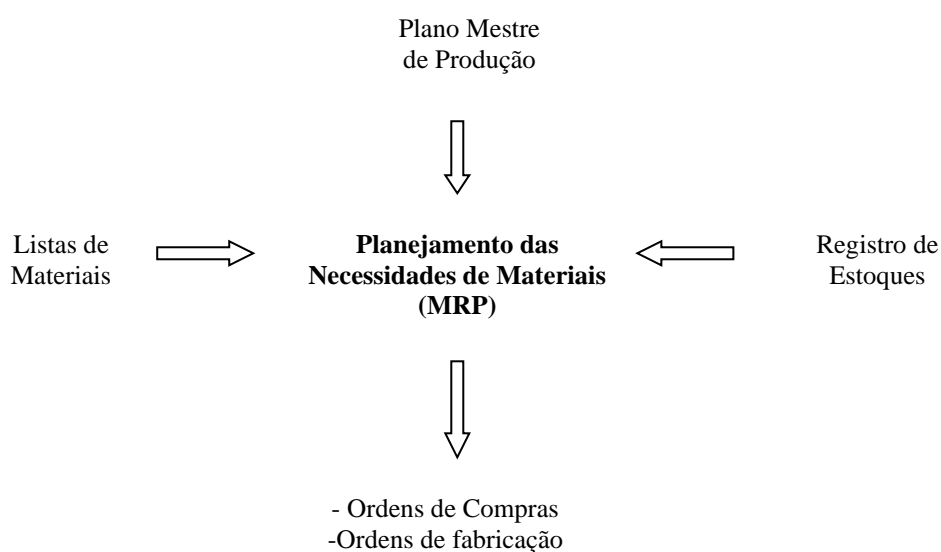 Plano Mestre
de Produção
Listas de
Materiais
Planejamento das
Necessidades de Materiais
(MRP)
Registro de
Estoques
- Ordens de Compras
-Ordens de fabricação